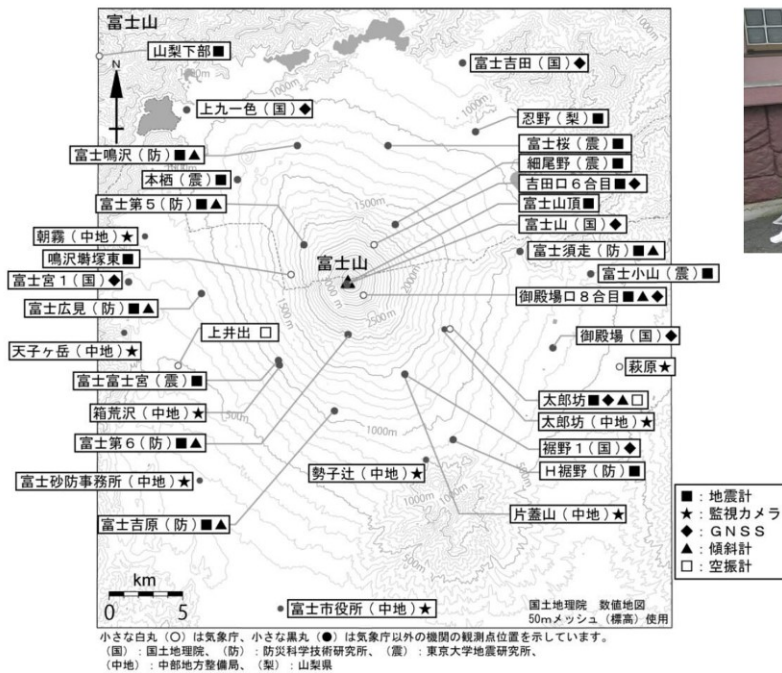 富士山
山梨下部■
富士吉田(国)◆
N
上九一色(国)◆
忍野(梨)■
富士鳴沢(防)■▲
富士桜(震)■
細尾野(震)■
本栖(震)■
吉田口6合目■◆
富士第5(防)■▲
富士山頂■
富士山(国)◆
朝霧(中地)★
富士山
富士須走(防)■▲
鳴沢塒塚東■
富士小山(震)■
富士宮1(国)◆
御殿場口8合目■▲◆
富士広見(防)■▲
上井出 □
御殿場(国)◆
天子ヶ岳(中地)★
萩原★
富士富士宮(震)■
太郎坊■◆▲□
箱荒沢(中地)★
太郎坊(中地)★
富士第6(防)■▲
裾野1(国)◆
勢子辻(中地)★
H裾野(防)■
富士砂防事務所(中地)★
片蓋山(中地)★
富士吉原(防)■▲
1000m
1500m
2000m
2500m
500m
■:地震計
★:監視カメラ
◆:GNSS
▲:傾斜計
□:空振計
km
0 5
富士市役所(中地)★
国土地理院 数値地図
50mメッシュ(標高)使用
小さな白丸(○)は気象庁、小さな黒丸(●)は気象庁以外の機関の観測点位置を示しています。
(国):国土地理院、(防):防災科学技術研究所、(震):東京大学地震研究所、
(中地):中部地方整備局、(梨):山梨県